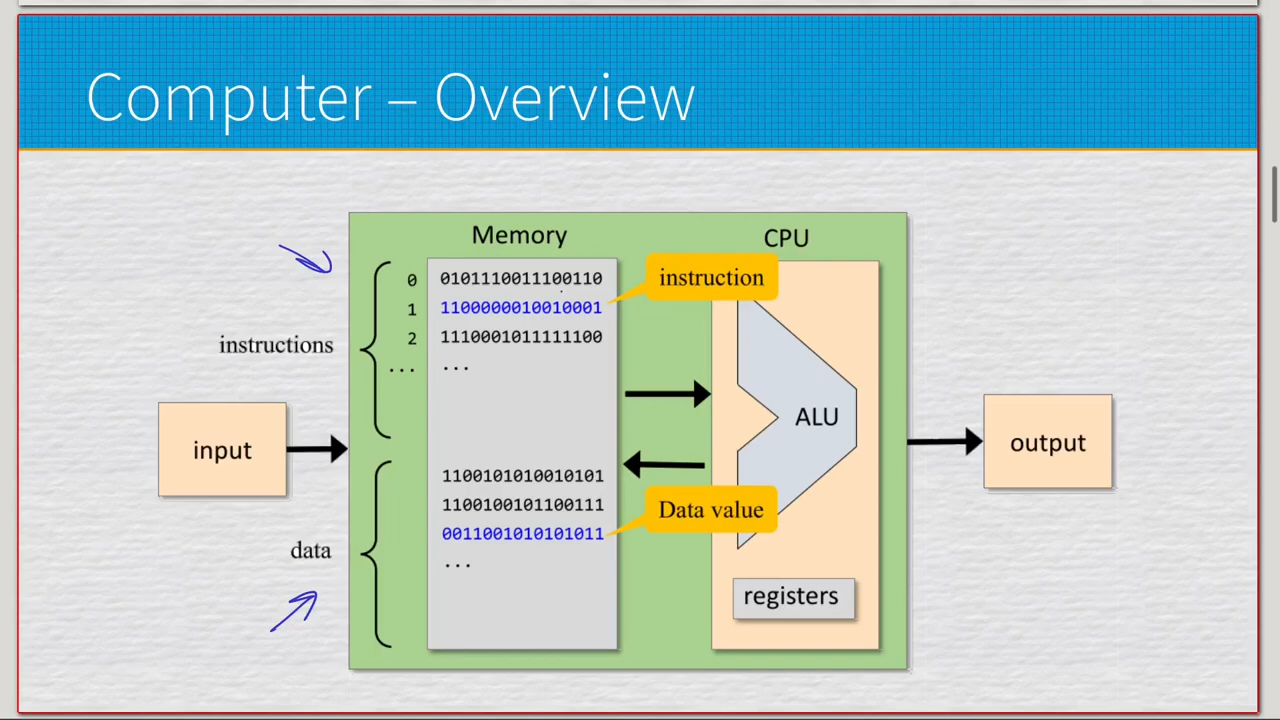 Computer – Overview
Memory
CPU
0 0101110011100110
instruction
1 1100000010010001
2 1110001011111100
... ...
instructions
input
ALU
output
1100101010010101
1100100101100111
Data value
0011001010101011
data
...
registers